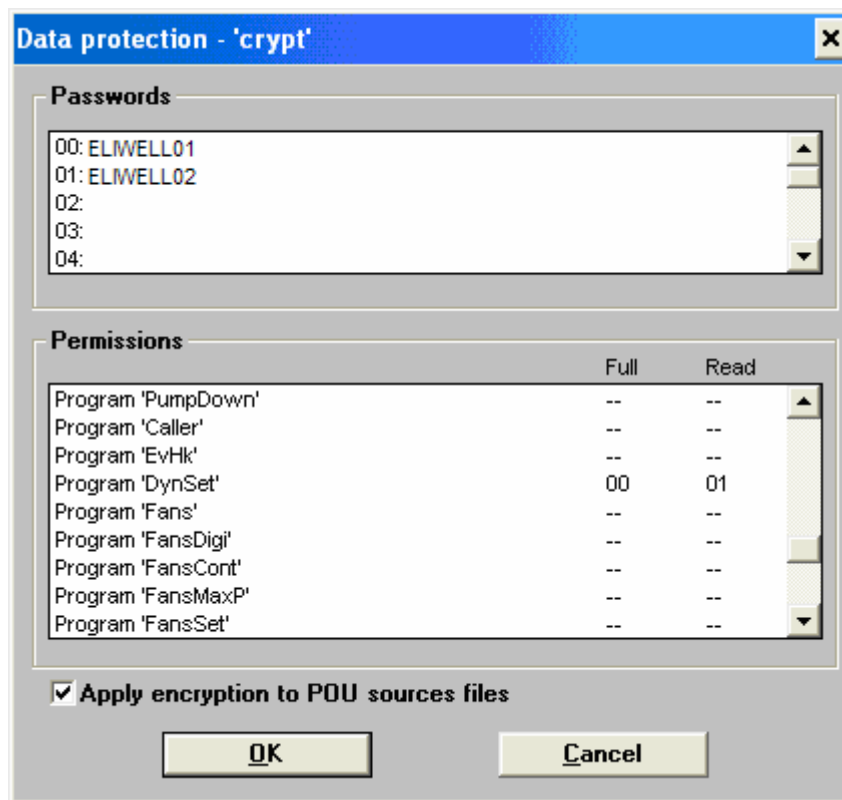 Data protection - 'crypt'
Passwords
00: ELIWELL01
01: ELIWELL02
02:
03:
04:
Permissions
Full Read
Program 'PumpDown' -- --
Program 'Caller' -- --
Program 'EvHk' -- --
Program 'DynSet' 00 01
Program 'Fans' -- --
Program 'FansDigi' -- --
Program 'FansCont' -- --
Program 'FansMaxP' -- --
Program 'FansSet' -- --
Apply encryption to POU sources files
OK Cancel